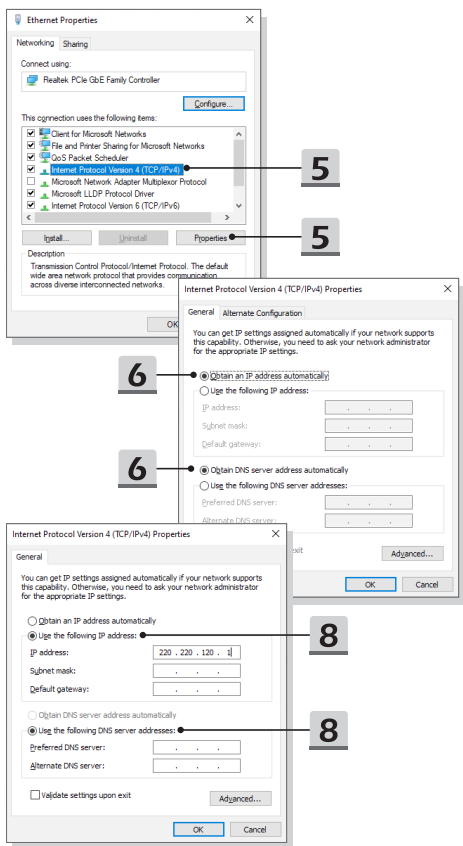 Ethernet Properties
Networking Sharing
Connect using:
Realtek PCIe GbE Family Controller
Configure...
This connection uses the following items:
Client for Microsoft Networks
File and Printer Sharing for Microsoft Networks
QoS Packet Scheduler
Internet Protocol Version 4 (TCP/IPv4)
Microsoft Network Adapter Multiplexor Protocol
Microsoft LLDP Protocol Driver
Internet Protocol Version 6 (TCP/IPv6)
5
Install... Uninstall Properties
5
Description
Transmission Control Protocol/Internet Protocol. The default
wide area network protocol that provides communication
across diverse interconnected networks.
OK
Internet Protocol Version 4 (TCP/IPv4) Properties
General Alternate Configuration
You can get IP settings assigned automatically if your network supports
this capability. Otherwise, you need to ask your network administrator
for the appropriate IP settings.
6
Obtain an IP address automatically
Use the following IP address:
IP address: . . .
Subnet mask: . . .
Default gateway: . . .
6
Obtain DNS server address automatically
Use the following DNS server addresses:
Preferred DNS server: . . .
Alternate DNS server: . . .
exit
Advanced...
OK Cancel
Internet Protocol Version 4 (TCP/IPv4) Properties
General
You can get IP settings assigned automatically if your network supports
this capability. Otherwise, you need to ask your network administrator
for the appropriate IP settings.
Obtain an IP address automatically
Use the following IP address:
8
IP address: 220 . 220 . 120 . 1
Subnet mask: . . .
Default gateway: . . .
Obtain DNS server address automatically
Use the following DNS server addresses:
8
Preferred DNS server: . . .
Alternate DNS server: . . .
Validate settings upon exit
Advanced...
OK Cancel